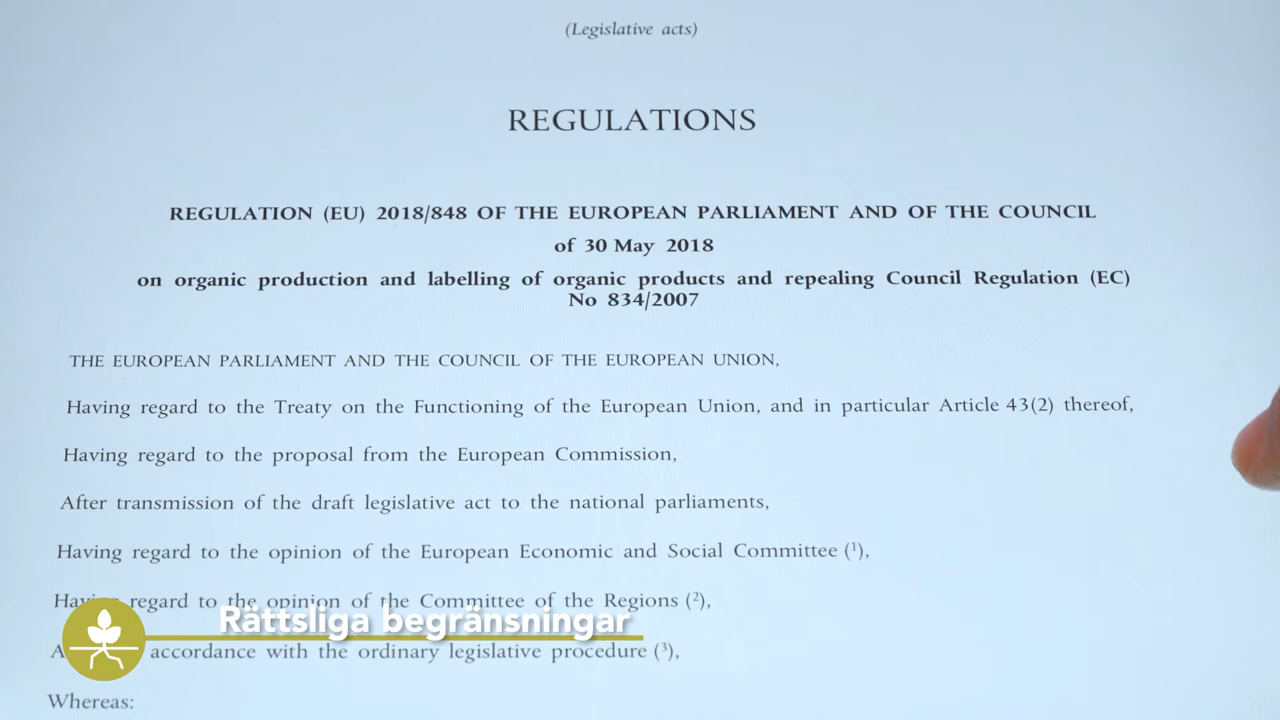 (Legislative acts)
REGULATIONS
REGULATION (EU) 2018/848 OF THE EUROPEAN PARLIAMENT AND OF THE COUNCIL
of 30 May 2018
on organic production and labelling of organic products and repealing Council Regulation (EC)
No 834/2007
THE EUROPEAN PARLIAMENT AND THE COUNCIL OF THE EUROPEAN UNION,
Having regard to the Treaty on the Functioning of the European Union, and in particular Article 43(2) thereof,
Having regard to the proposal from the European Commission,
After transmission of the draft legislative act to the national parliaments,
Having regard to the opinion of the European Economic and Social Committee (¹),
regard to the opinion of the Committee of the Regions (²),
Rättsliga begränsningar
accordance with the ordinary legislative procedure (³),
Whereas: